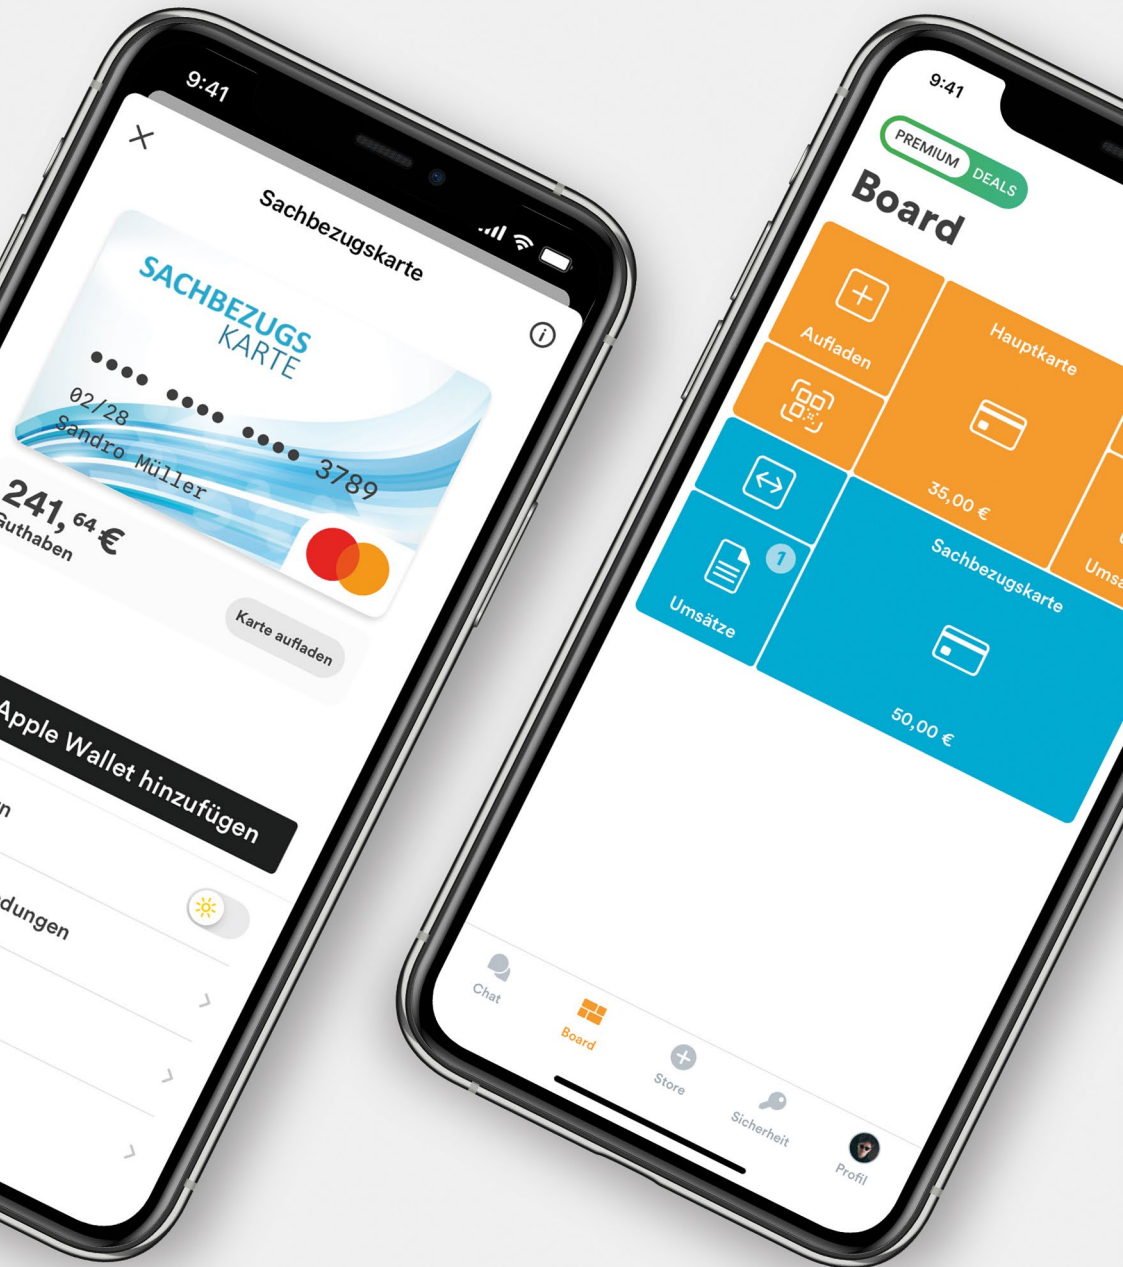 9:41
Sachbezugskarte
SACHBEZUGS
KARTE
3789
02/28
Sandro Müller
241,64 €
Guthaben
Karte aufladen
Apple Wallet hinzufügen
9:41
PREMIUM DEALS
Board
Aufladen
Hauptkarte
35,00 €
1
Umsätze
Sachbezugskarte
50,00 €
Chat
Board
Store
Sicherheit
Profil